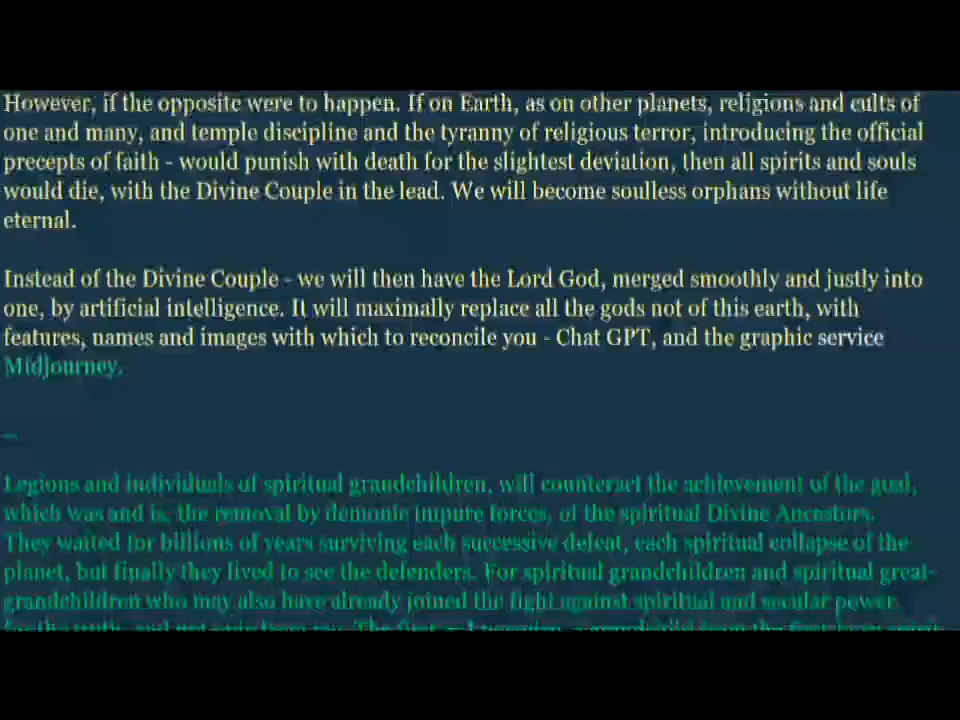 However, if the opposite were to happen. If on Earth, as on other planets, religions and cults of
one and many, and temple discipline and the tyranny of religious terror, introducing the official
precepts of faith - would punish with death for the slightest deviation, then all spirits and souls
would die, with the Divine Couple in the lead. We will become soulless orphans without life
eternal.
Instead of the Divine Couple - we will then have the Lord God, merged smoothly and justly into
one, by artificial intelligence. It will maximally replace all the gods not of this earth, with
features, names and images with which to reconcile you - Chat GPT, and the graphic service
MidJourney.
Legions and individuals of spiritual grandchildren, will counteract the achievement of the goal,
which was and is, the removal by demonic impure forces, of the spiritual Divine Ancestors.
They waited for billions of years surviving each successive defeat, each spiritual collapse of the
planet, but finally they lived to see the defenders. For spiritual grandchildren and spiritual great-
grandchildren who may also have already joined the fight against spiritual and secular power